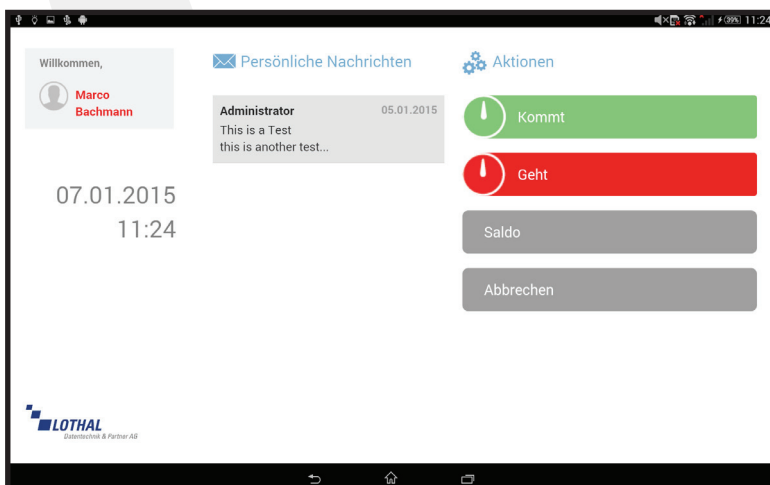 39% 11:24
Willkommen,
Marco
Bachmann
07.01.2015
11:24
Persönliche Nachrichten
Administrator 05.01.2015
This is a Test
this is another test...
Aktionen
Kommt
Geht
Saldo
Abbrechen
LOTHAL
Datentechnik & Partner AG